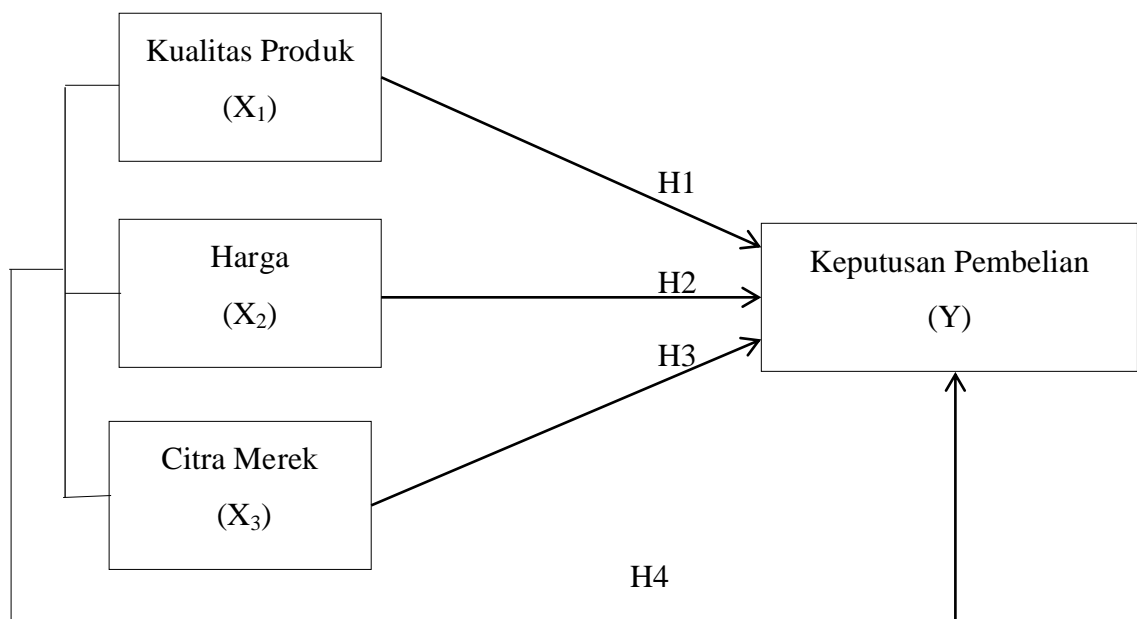 Kualitas Produk
(X₁)
H1
Harga
(X₂)
H2
Keputusan Pembelian
(Y)
H3
Citra Merek
(X₃)
H4